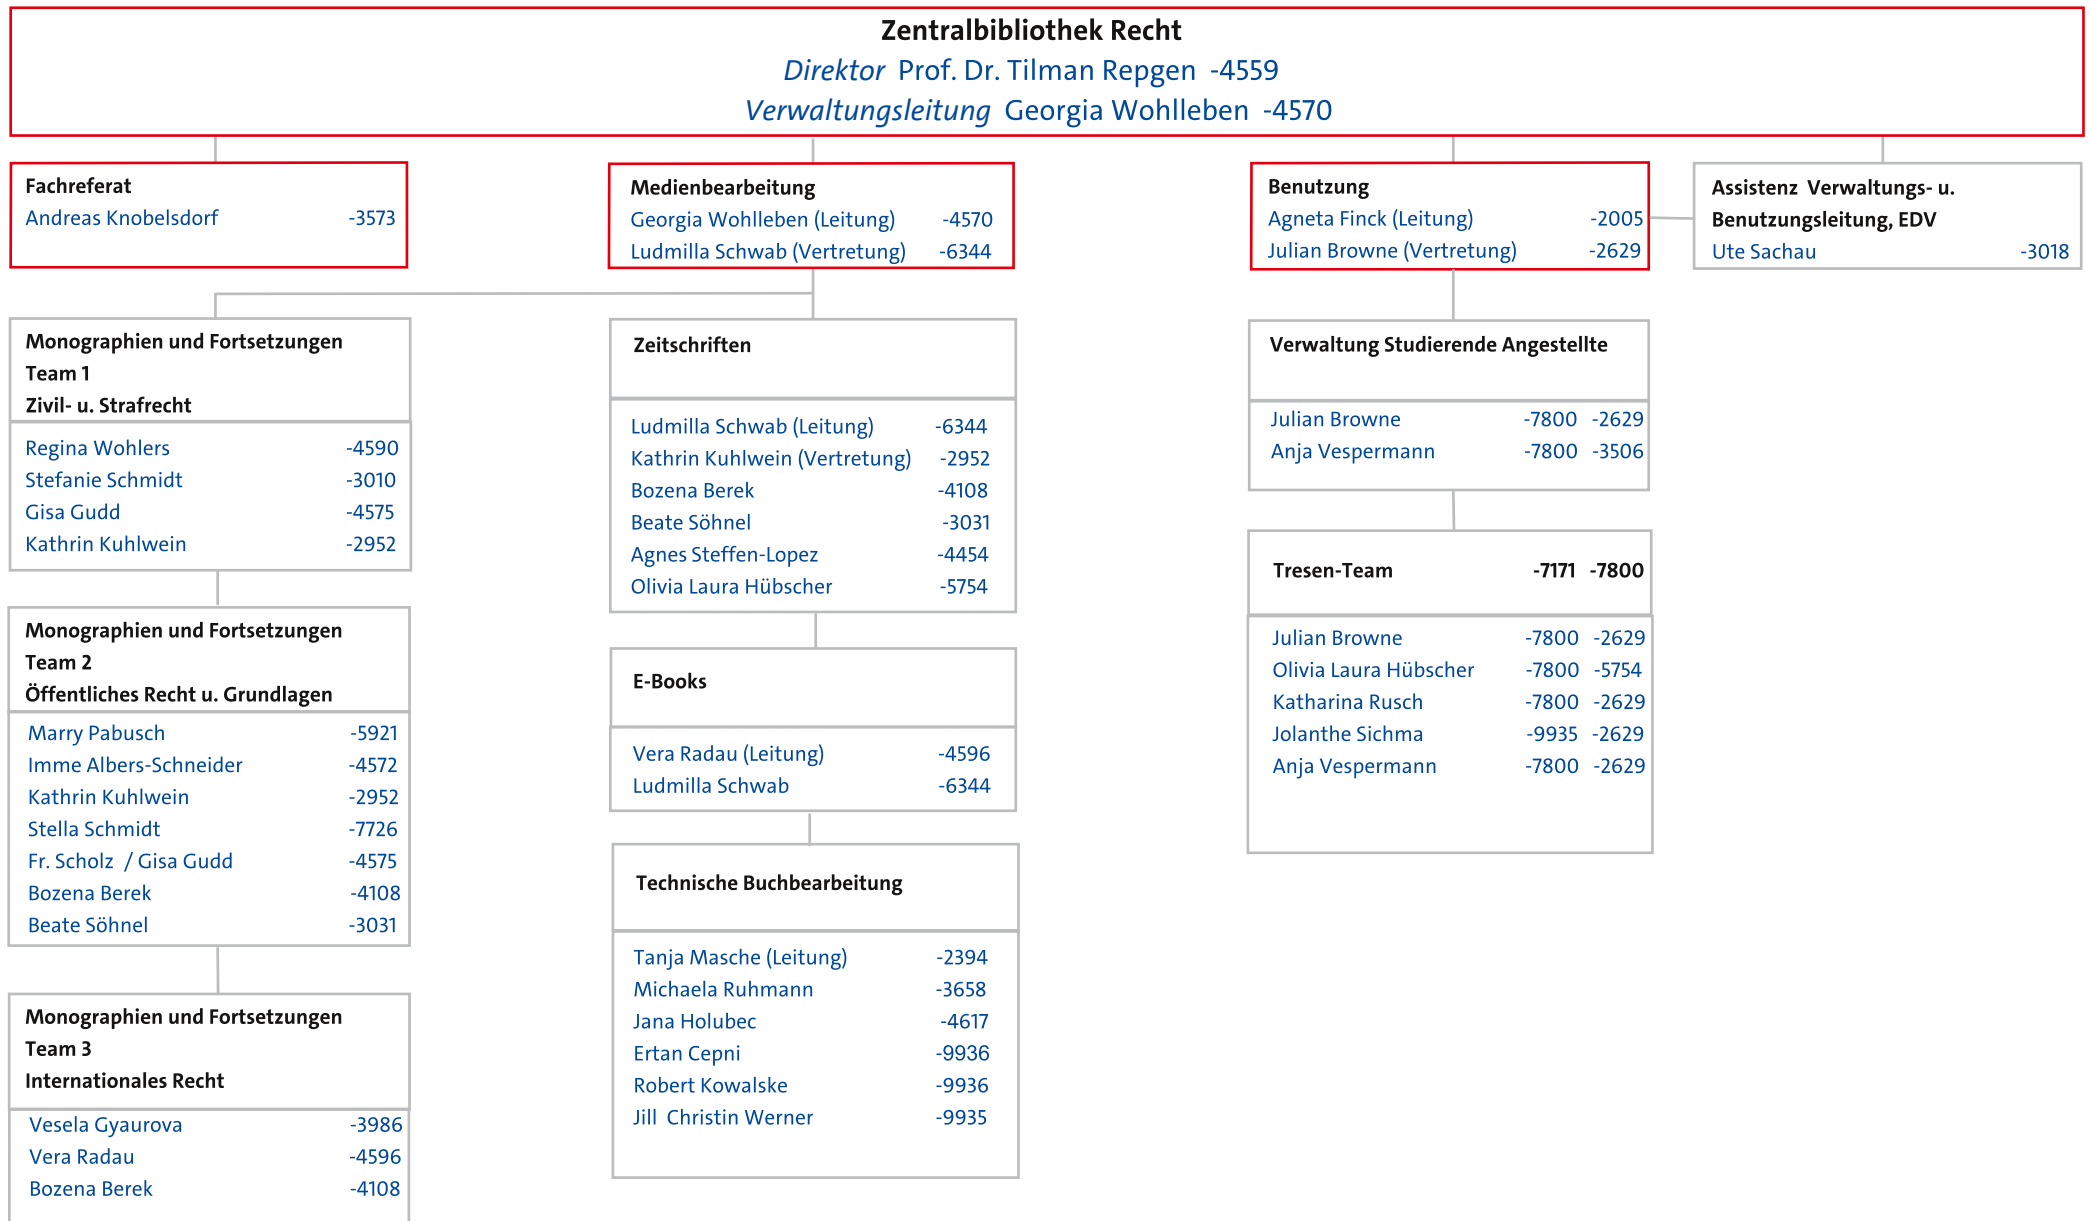 Zentralbibliothek Recht
Direktor Prof. Dr. Tilman Repgen -4559
Verwaltungsleitung Georgia Wohlleben -4570
Fachreferat
Andreas Knobelsdorf -3573
Medienbearbeitung
Georgia Wohlleben (Leitung) -4570
Ludmilla Schwab (Vertretung) -6344
Benutzung
Agneta Finck (Leitung) -2005
Julian Browne (Vertretung) -2629
Assistenz Verwaltungs- u.
Benutzungsleitung, EDV
Ute Sachau -3018
Monographien und Fortsetzungen
Team 1
Zivil- u. Strafrecht
Regina Wohlers -4590
Stefanie Schmidt -3010
Gisa Gudd -4575
Kathrin Kuhlwein -2952
Monographien und Fortsetzungen
Team 2
Öffentliches Recht u. Grundlagen
Marry Pabusch -5921
Imme Albers-Schneider -4572
Kathrin Kuhlwein -2952
Stella Schmidt -7726
Fr. Scholz / Gisa Gudd -4575
Bozena Berek -4108
Beate Söhnel -3031
Monographien und Fortsetzungen
Team 3
Internationales Recht
Vesela Gyaurova -3986
Vera Radau -4596
Bozena Berek -4108
Zeitschriften
Ludmilla Schwab (Leitung) -6344
Kathrin Kuhlwein (Vertretung) -2952
Bozena Berek -4108
Beate Söhnel -3031
Agnes Steffen-Lopez -4454
Olivia Laura Hübscher -5754
E-Books
Vera Radau (Leitung) -4596
Ludmilla Schwab -6344
Technische Buchbearbeitung
Tanja Masche (Leitung) -2394
Michaela Ruhmann -3658
Jana Holubec -4617
Ertan Cepni -9936
Robert Kowalske -9936
Jill Christin Werner -9935
Verwaltung Studierende Angestellte
Julian Browne -7800 -2629
Anja Vespermann -7800 -3506
Tresen-Team -7171 -7800
Julian Browne -7800 -2629
Olivia Laura Hübscher -7800 -5754
Katharina Rusch -7800 -2629
Jolanthe Sichma -9935 -2629
Anja Vespermann -7800 -2629